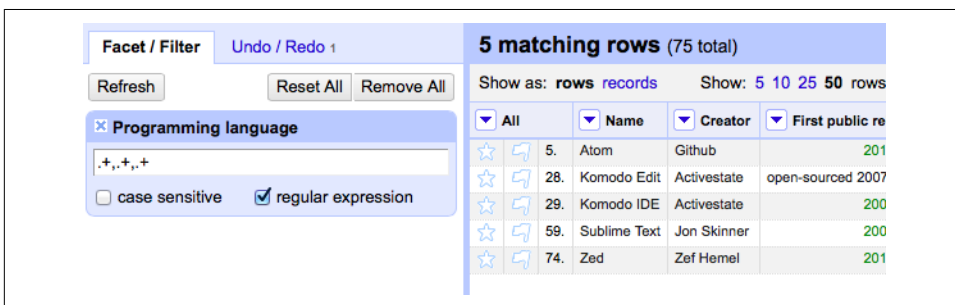 Facet / Filter Undo / Redo 1
Refresh Reset All Remove All
Programming language
.+,.+,.+
case sensitive regular expression
5 matching rows (75 total)
Show as: rows records Show: 5 10 25 50 rows
All Name Creator First public re
5. Atom Github 201
28. Komodo Edit Activestate open-sourced 2007
29. Komodo IDE Activestate 200
59. Sublime Text Jon Skinner 200
74. Zed Zef Hemel 201